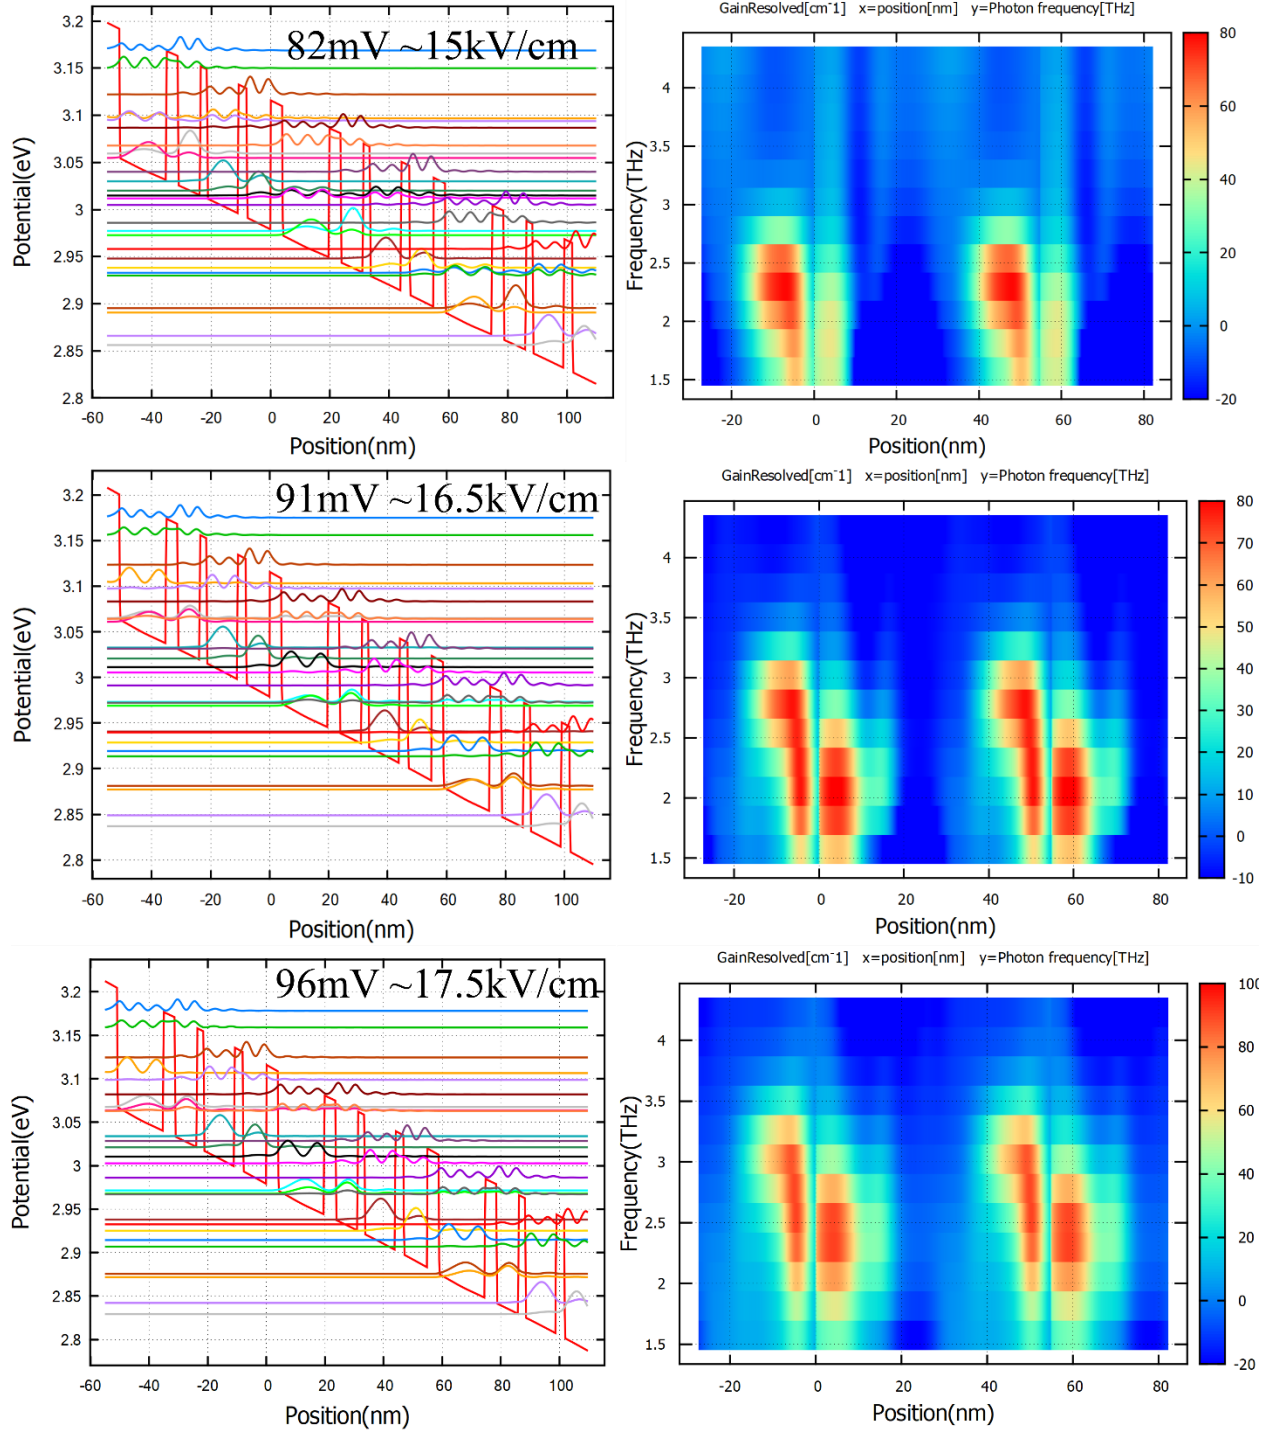 GainResolved[cm⁻¹] x=position[nm] y=Photon frequency[THz]
82mV ~15kV/cm
3.2
3.15
3.1
3.05
3
2.95
2.9
2.85
2.8
Potential(eV)
-60 -40 -20 0 20 40 60 80 100
Position(nm)
4
3.5
3
2.5
2
1.5
Frequency(THz)
-20 0 20 40 60 80
Position(nm)
80
60
40
20
0
-20
GainResolved[cm⁻¹] x=position[nm] y=Photon frequency[THz]
91mV ~16.5kV/cm
3.2
3.15
3.1
3.05
3
2.95
2.9
2.85
2.8
Potential(eV)
-60 -40 -20 0 20 40 60 80 100
Position(nm)
4
3.5
3
2.5
2
1.5
Frequency(THz)
-20 0 20 40 60 80
Position(nm)
80
70
60
50
40
30
20
10
0
-10
GainResolved[cm⁻¹] x=position[nm] y=Photon frequency[THz]
96mV ~17.5kV/cm
3.2
3.15
3.1
3.05
3
2.95
2.9
2.85
2.8
Potential(eV)
-60 -40 -20 0 20 40 60 80 100
Position(nm)
4
3.5
3
2.5
2
1.5
Frequency(THz)
-20 0 20 40 60 80
Position(nm)
100
80
60
40
20
0
-20